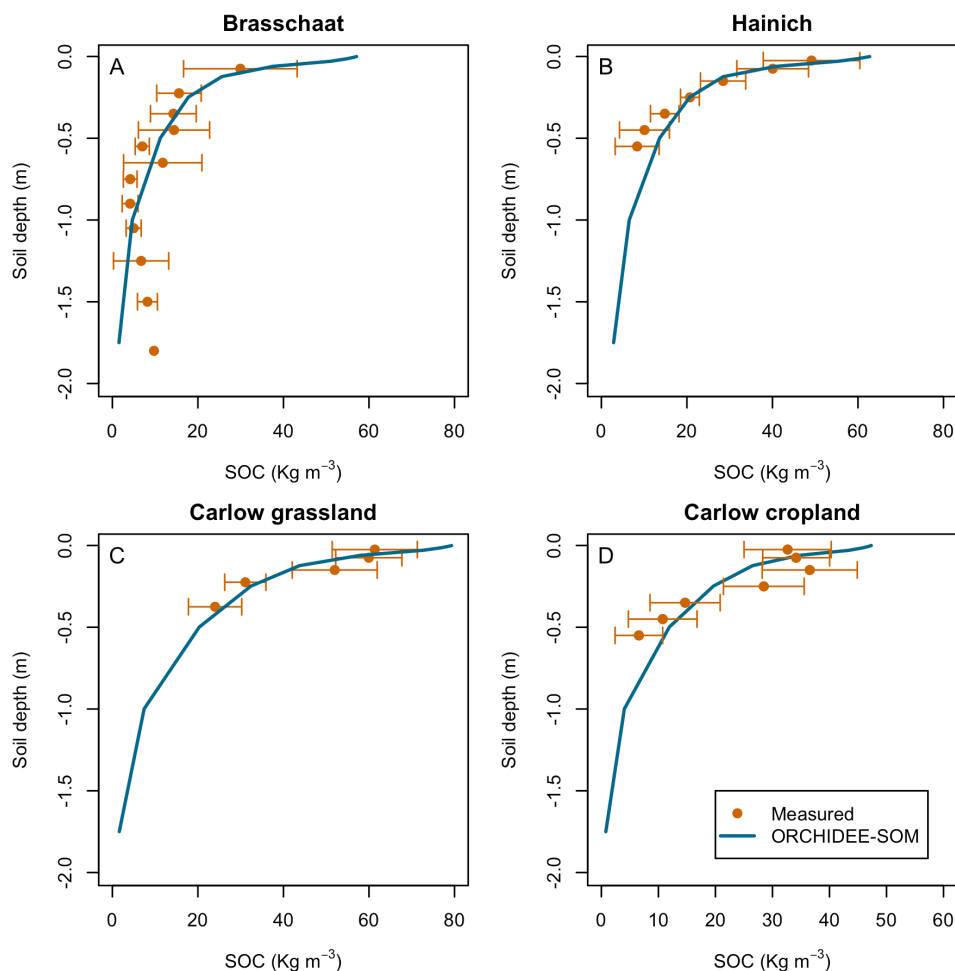 Brasschaat
A
0.0
-0.5
-1.0
-1.5
-2.0
Soil depth (m)
0 20 40 60 80
SOC (Kg m⁻³)
Hainich
B
0.0
-0.5
-1.0
-1.5
-2.0
Soil depth (m)
0 20 40 60 80
SOC (Kg m⁻³)
Carlow grassland
C
0.0
-0.5
-1.0
-1.5
-2.0
Soil depth (m)
0 20 40 60 80
SOC (Kg m⁻³)
Carlow cropland
D
0.0
-0.5
-1.0
-1.5
-2.0
Soil depth (m)
Measured
ORCHIDEE-SOM
0 10 20 30 40 50 60
SOC (Kg m⁻³)